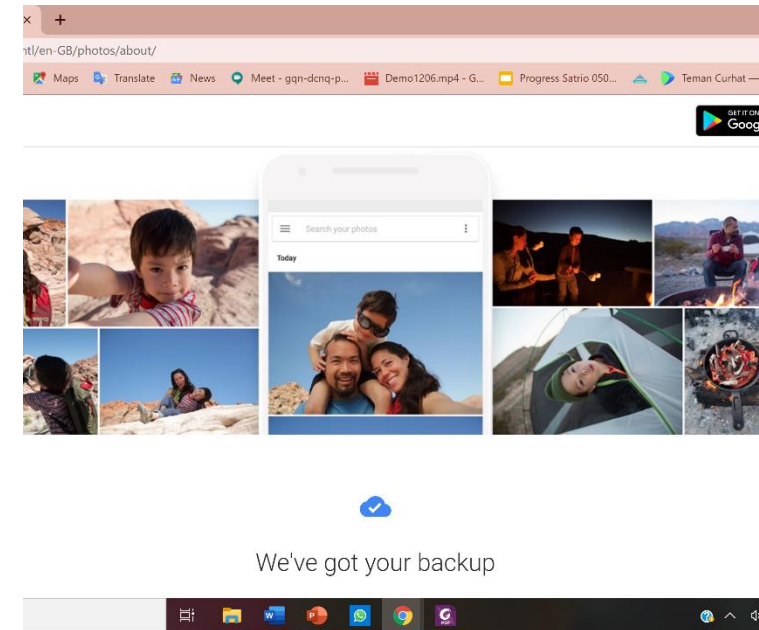 ntl/en-GB/photos/about/
Maps Translate News Meet - gqn-dcnq-p... Demo1206.mp4 - G... Progress Satrio 050... Teman Curhat —
GET IT ON
Goog
Search your photos
Today
We've got your backup